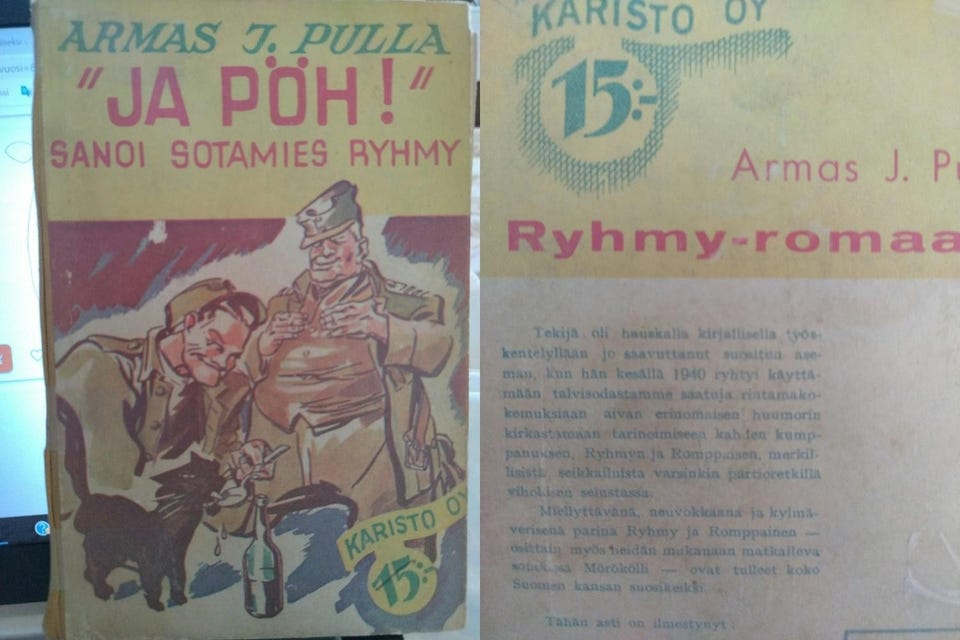 ARMAS J. PULLA
"JA PÖH!"
SANOI SOTAMIES RYHMY
KARISTO OY
15:-
KARISTO OY
15:-
Armas J. Pu
Ryhmy-romaa
Tekijä oli hauskalla kirjallisella työs-
kentelyllään jo saavuttanut suositun ase-
man, kun hän kesällä 1940 ryhtyi käyttä-
mään talvisodastamme saatuja rintamako-
kemuksiaan aivan erinomaisen huumorin
kirkastamaan tarinoimiseen kahden kump-
panuksen, Ryhmyn ja Romppaisen, merkil-
lisistä seikkailuista varsinkin partioretkillä
vihollisen selustassa.
Miellyttävänä, neuvokkaana ja kylmä-
verisenä parina Ryhmy ja Romppainen —
osittain myös heidän mukanaan matkaileva
sotakissa Mörökölli — ovat tulleet koko
Suomen kansan suosikeiksi.
Tähän asti on ilmestynyt: